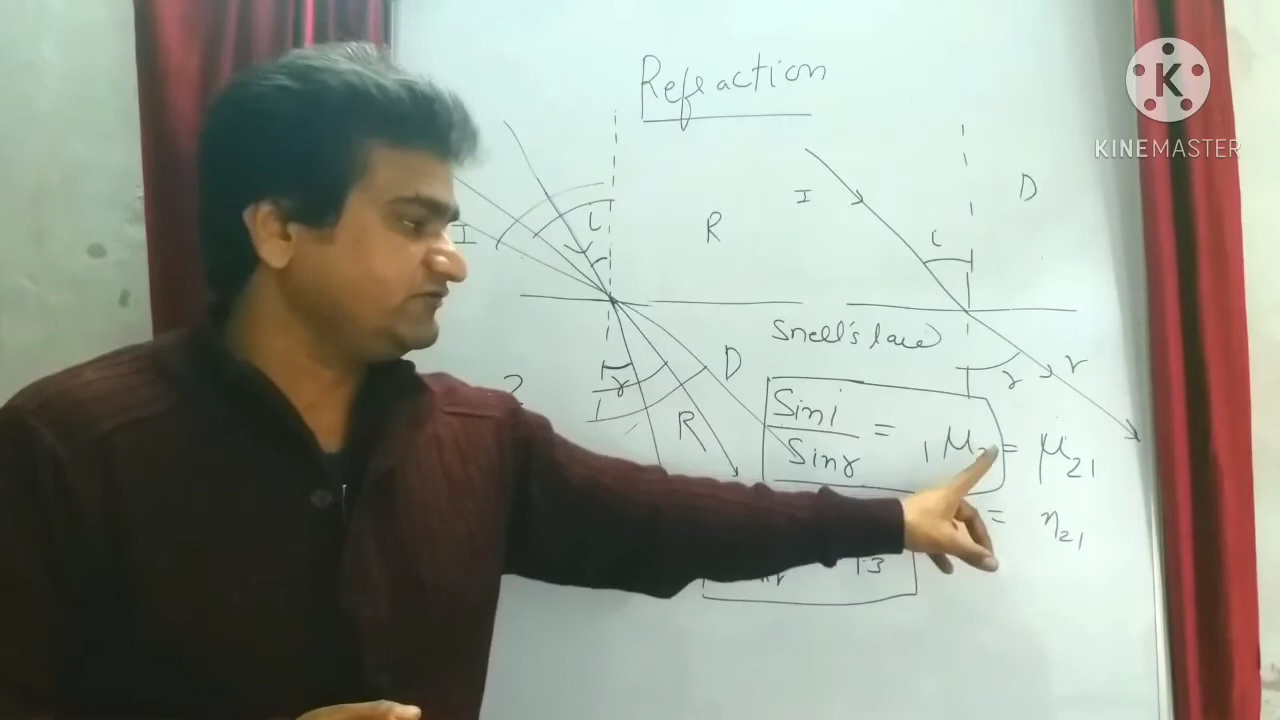 Refraction
I
i
R
I
i
D
Snell's law
2
r
D
R
r
r
Sin i / Sin r = 1μ2 = μ21
= η21
1.3
K
KINEMASTER